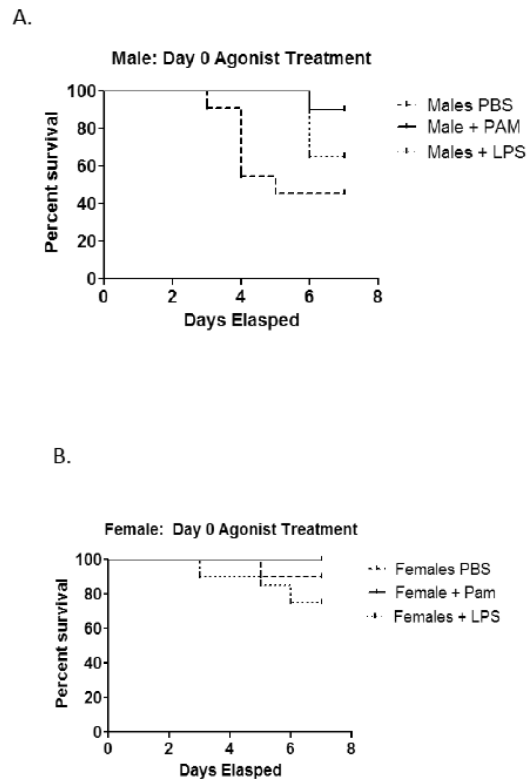 A.
Male: Day 0 Agonist Treatment
Percent survival
100
80
60
40
20
0
0 2 4 6 8
Days Elasped
Males PBS
Male + PAM
Males + LPS
B.
Female: Day 0 Agonist Treatment
Percent survival
100
80
60
40
20
0
0 2 4 6 8
Days Elasped
Females PBS
Female + Pam
Females + LPS